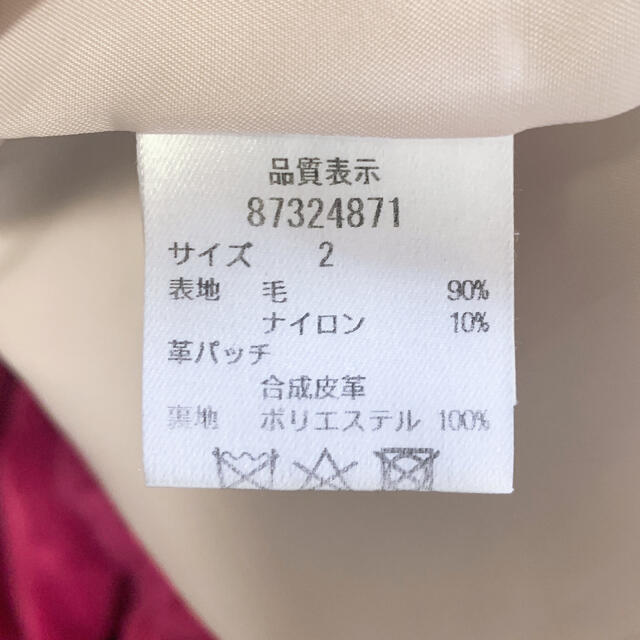 品質表示
87324871
サイズ 2
表地 毛 90%
ナイロン 10%
革パッチ
合成皮革
裏地 ポリエステル 100%